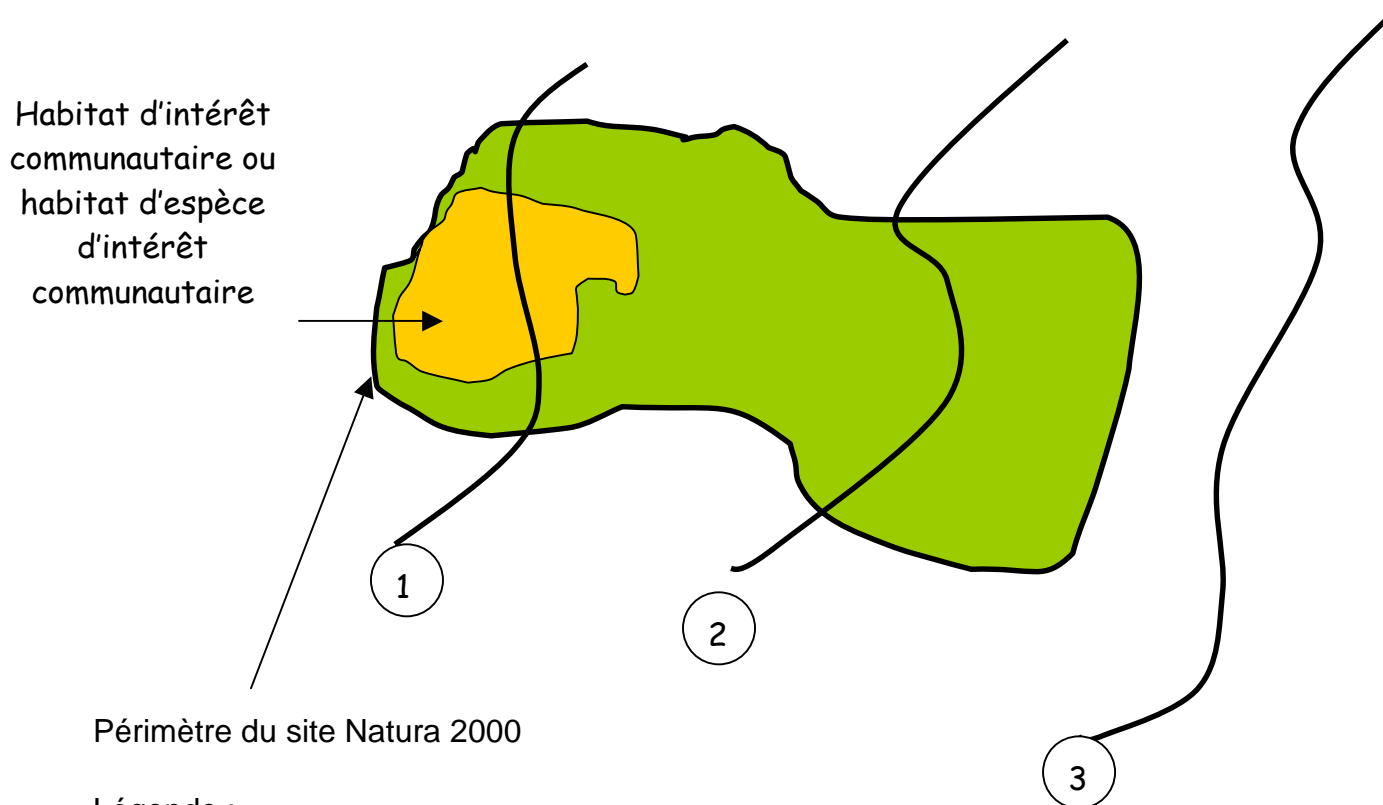 Habitat d'intérêt
communautaire ou
habitat d'espèce
d'intérêt
communautaire
1
2
3
Périmètre du site Natura 2000
Légende :